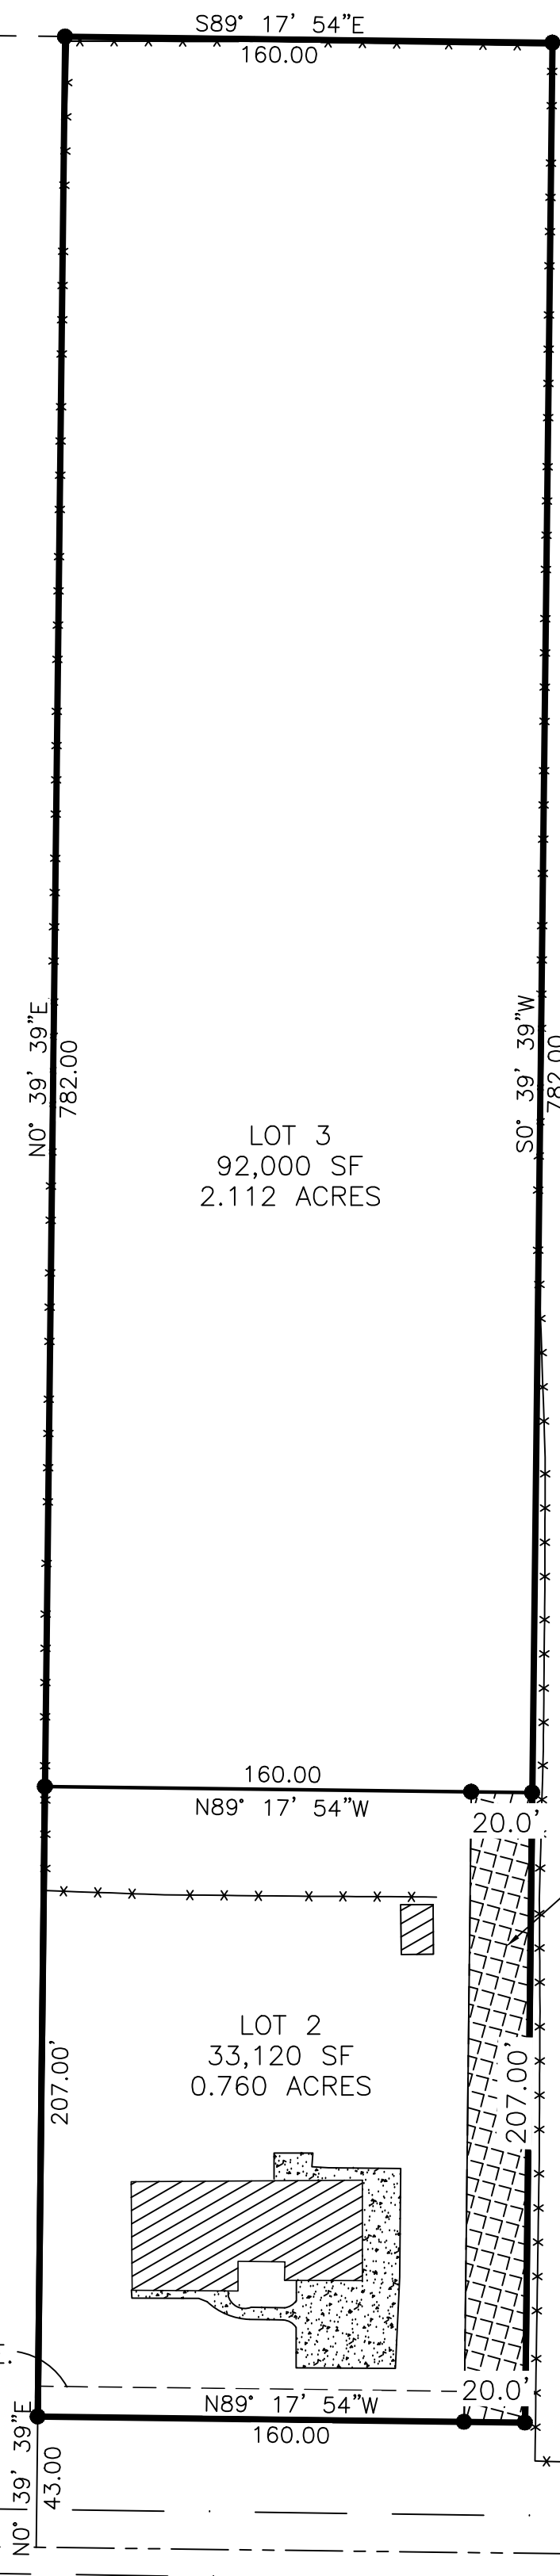 S89° 17' 54"E
160.00
N0° 39' 39"E
782.00
S0° 39' 39"W
782.00
LOT 3
92,000 SF
2.112 ACRES
160.00
N89° 17' 54"W
20.0'
LOT 2
33,120 SF
0.760 ACRES
207.00'
207.00'
20.0'
N89° 17' 54"W
160.00
N0° 39' 39"E
43.00